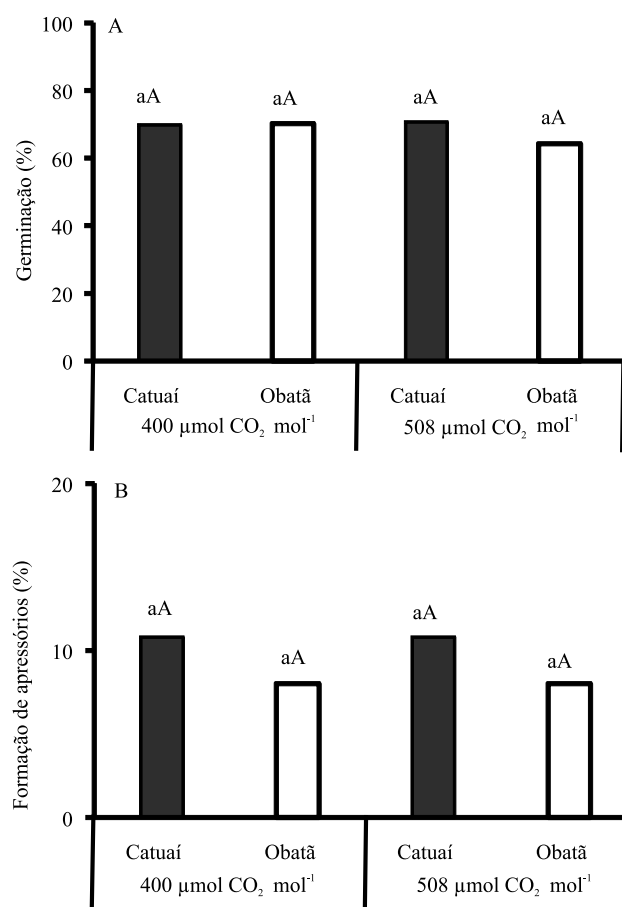 A
Germinação (%)
100
80
60
40
20
0
aA
aA
aA
aA
Catuaí
Obatã
Catuaí
Obatã
400 µmol CO₂ mol⁻¹
508 µmol CO₂ mol⁻¹
B
Formação de apressórios (%)
20
10
0
aA
aA
aA
aA
Catuaí
Obatã
Catuaí
Obatã
400 µmol CO₂ mol⁻¹
508 µmol CO₂ mol⁻¹